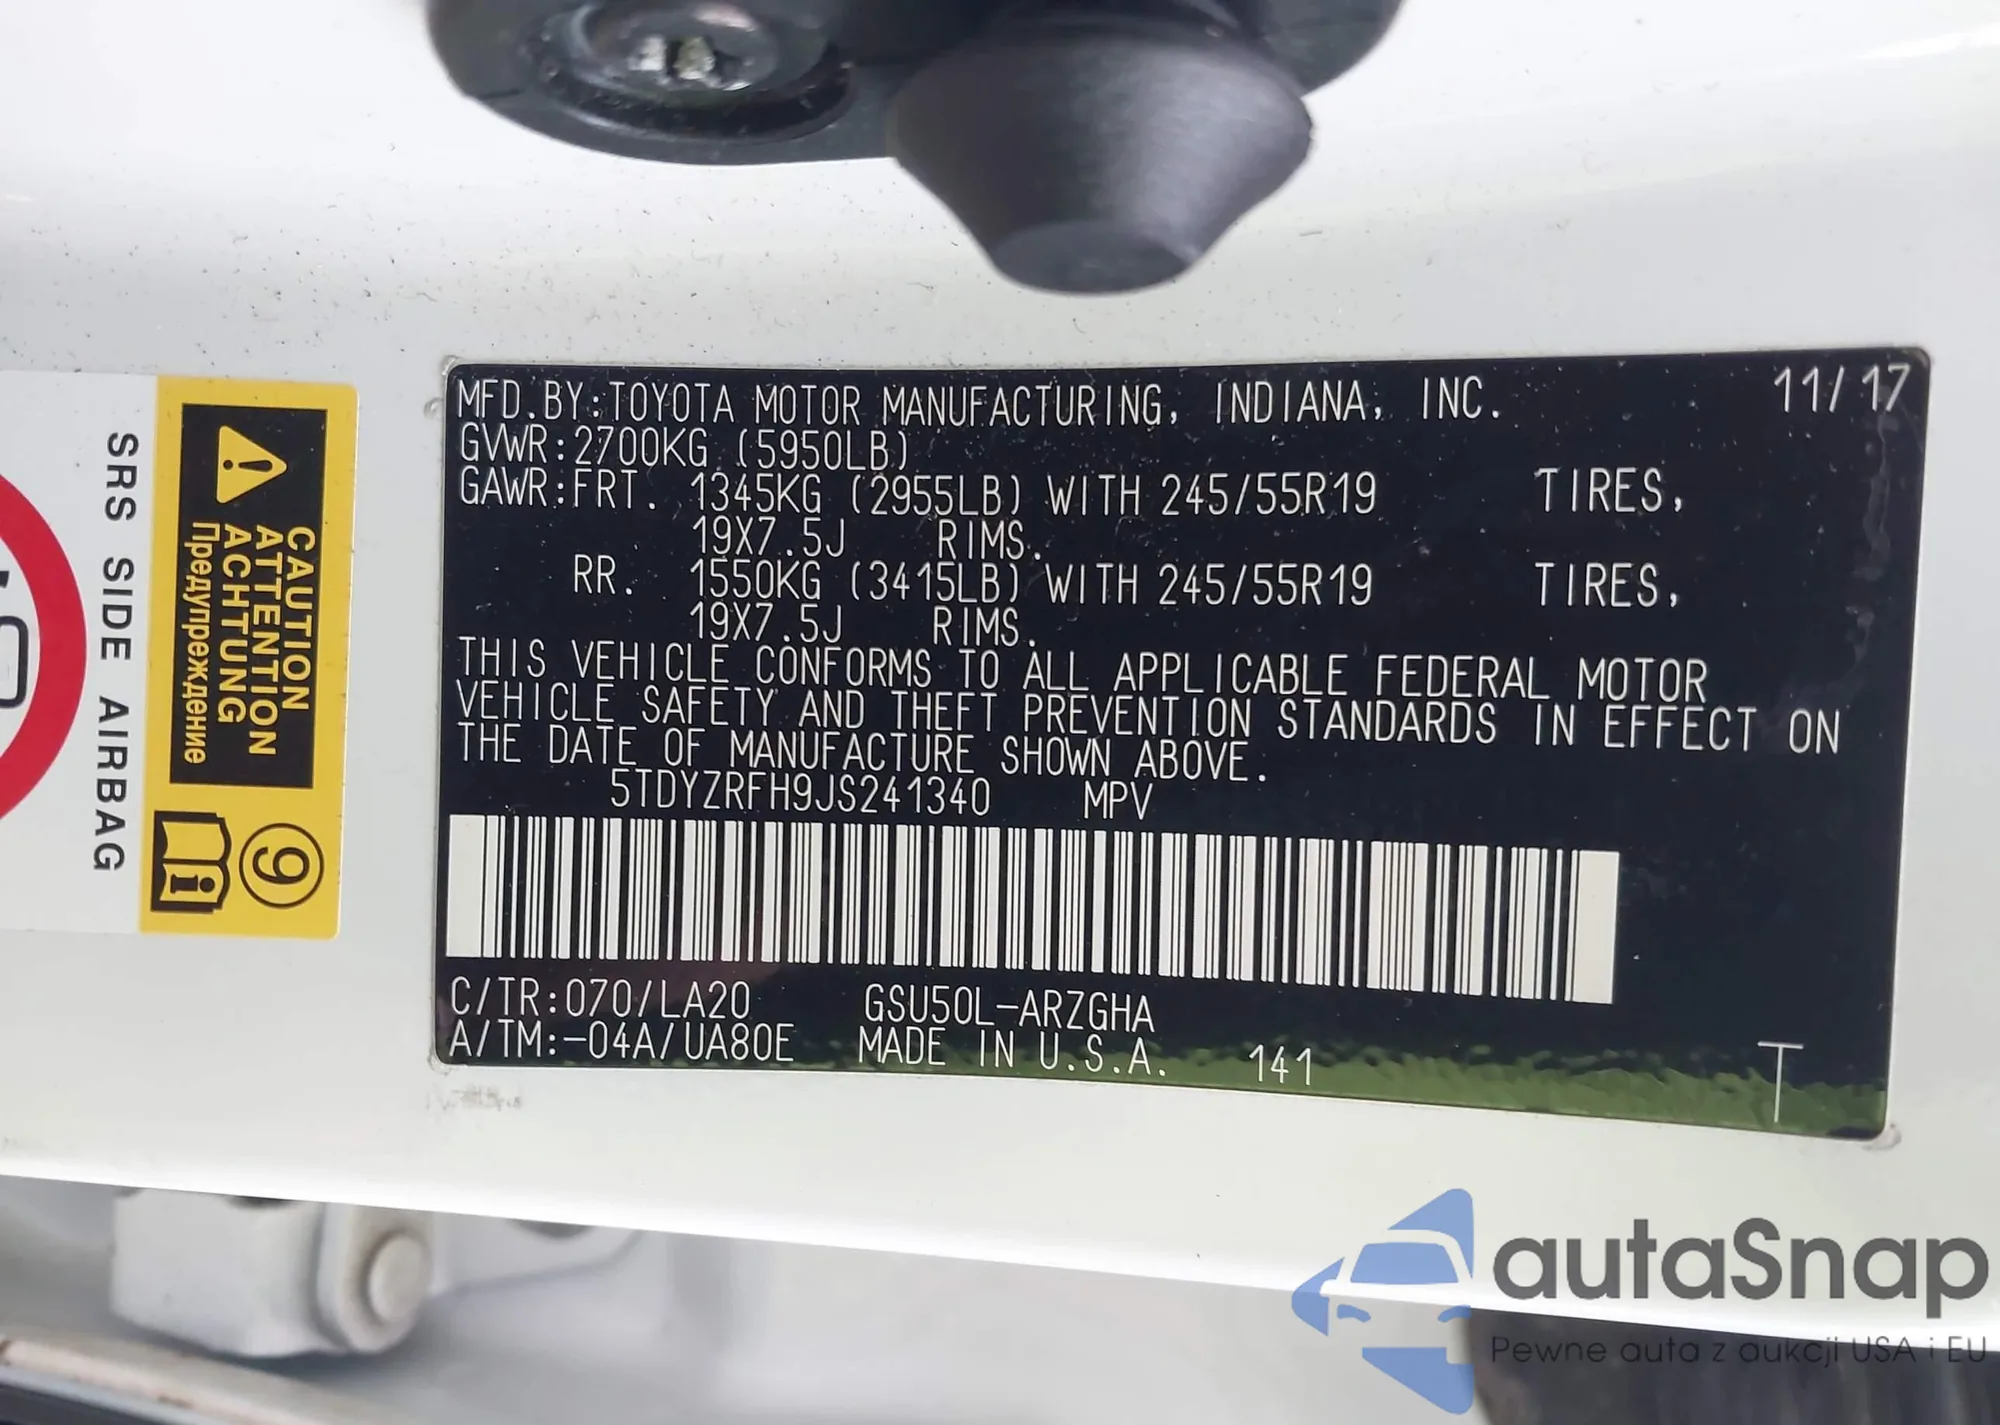 MFD.BY:TOYOTA MOTOR MANUFACTURING, INDIANA, INC. 11/17
GVWR:2700KG (5950LB)
GAWR:FRT. 1345KG (2955LB) WITH 245/55R19 TIRES,
19X7.5J RIMS.
RR. 1550KG (3415LB) WITH 245/55R19 TIRES,
19X7.5J RIMS.
THIS VEHICLE CONFORMS TO ALL APPLICABLE FEDERAL MOTOR
VEHICLE SAFETY AND THEFT PREVENTION STANDARDS IN EFFECT ON
THE DATE OF MANUFACTURE SHOWN ABOVE.
5TDYZRFH9JS241340 MPV
C/TR:070/LA20 GSU50L-ARZGHA
A/TM:-04A/UA80E MADE IN U.S.A. 141 T
CAUTION
ATTENTION
ACHTUNG
Предупреждение
9
i
SRS SIDE AIRBAG
autaSnap
Pewne auta z aukcji USA i EU